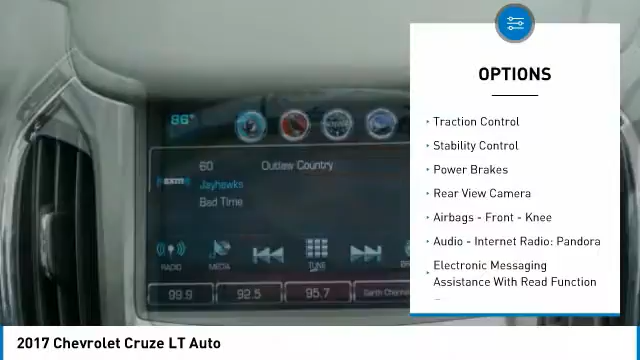 86°
60
Outlaw Country
Jayhawks
Bad Time
RADIO
MEDIA
TUNE
99.9
92.5
95.7
OPTIONS
Traction Control
Stability Control
Power Brakes
Rear View Camera
Airbags - Front - Knee
Audio - Internet Radio: Pandora
Electronic Messaging
Assistance With Read Function
2017 Chevrolet Cruze LT Auto